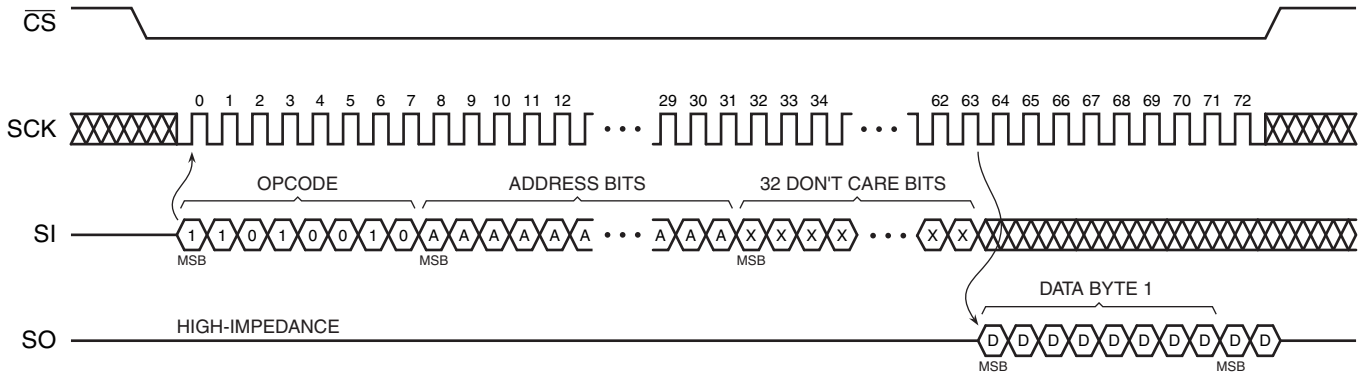 CS
0 1 2 3 4 5 6 7 8 9 10 11 12 29 30 31 32 33 34 62 63 64 65 66 67 68 69 70 71 72
SCK
OPCODE ADDRESS BITS 32 DON'T CARE BITS
SI 1 1 0 1 0 0 1 0 A A A A A A A A A X X X X X X
MSB MSB MSB
DATA BYTE 1
HIGH-IMPEDANCE
SO D D D D D D D D D D
MSB MSB